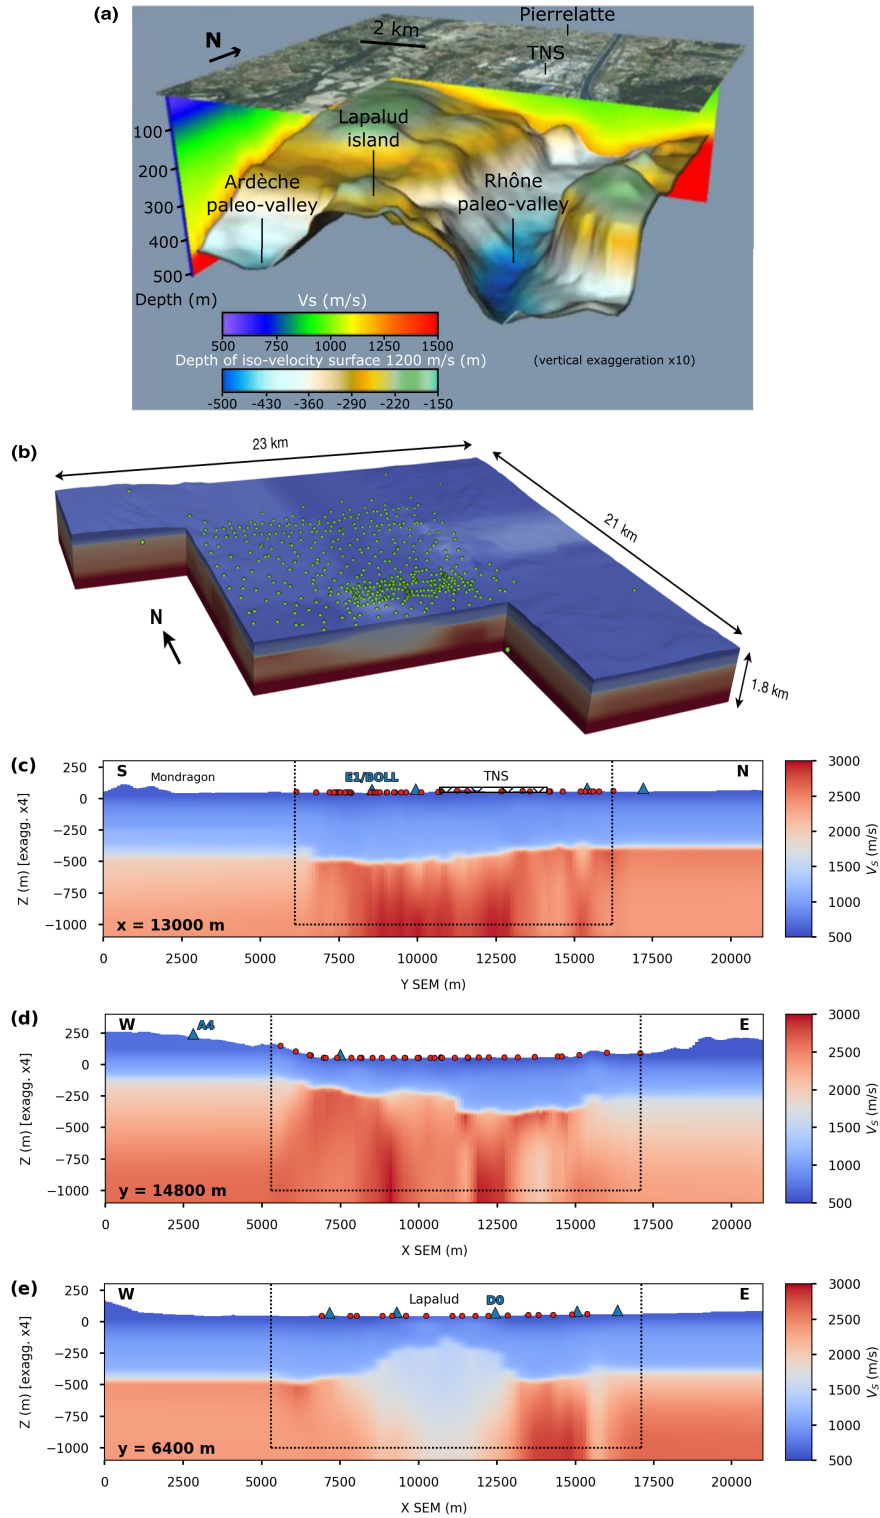 (a)
Pierrelatte
2 km
N
TNS
Lapalud
island
Ardèche
paleo-valley
Rhône
paleo-valley
100
200
300
400
500
Depth (m)
Vs (m/s)
500 750 1000 1250 1500
Depth of iso-velocity surface 1200 m/s (m)
(vertical exaggeration x10)
-500 -430 -360 -290 -220 -150
(b)
23 km
21 km
N
1.8 km
(c)
S
Mondragon
E1/BOLL
TNS
N
250
0
−250
−500
−750
−1000
Z (m) [exagg. x4]
x = 13000 m
0 2500 5000 7500 10000 12500 15000 17500 20000
Y SEM (m)
3000
2500
2000
1500
1000
500
VS (m/s)
(d)
W
A4
E
250
0
−250
−500
−750
−1000
Z (m) [exagg. x4]
y = 14800 m
0 2500 5000 7500 10000 12500 15000 17500 20000
X SEM (m)
3000
2500
2000
1500
1000
500
VS (m/s)
(e)
W
Lapalud
D0
E
250
0
−250
−500
−750
−1000
Z (m) [exagg. x4]
y = 6400 m
0 2500 5000 7500 10000 12500 15000 17500 20000
X SEM (m)
3000
2500
2000
1500
1000
500
VS (m/s)